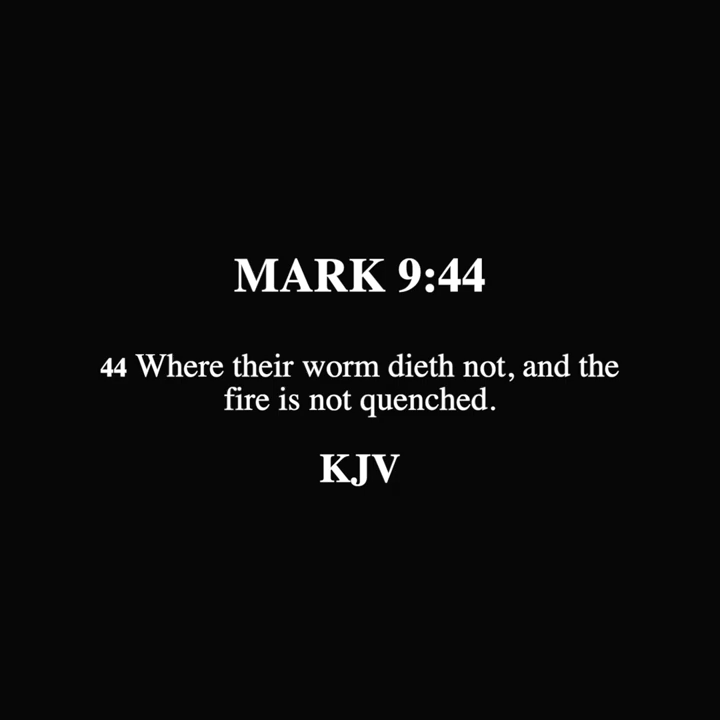 MARK 9:44
44 Where their worm dieth not, and the
fire is not quenched.
KJV